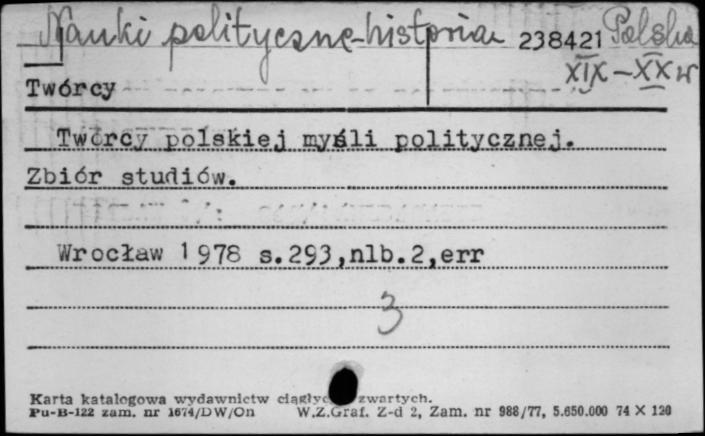 Nauki polityczne-historia 238421 Polska
XIX-XX w
Twórcy
Twórcy polskiej myśli politycznej.
Zbiór studiów.
Wrocław 1978 s.293,nlb.2,err
3
Karta katalogowa wydawnictw zwartych.
Pu-B-122 zam. nr 1674/DW/On W.Z.Graf. Z-d 2, Zam. nr 988/77, 5.650.000 74 X 120